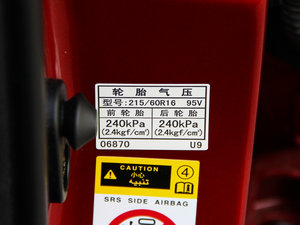 轮胎气压
型号:215/60R16 95V
前轮胎 后轮胎
240kPa 240kPa
(2.4kgf/cm²) (2.4kgf/cm²)
06870 U9
CAUTION
小心
تنبيه
4
SRS SIDE AIRBAG